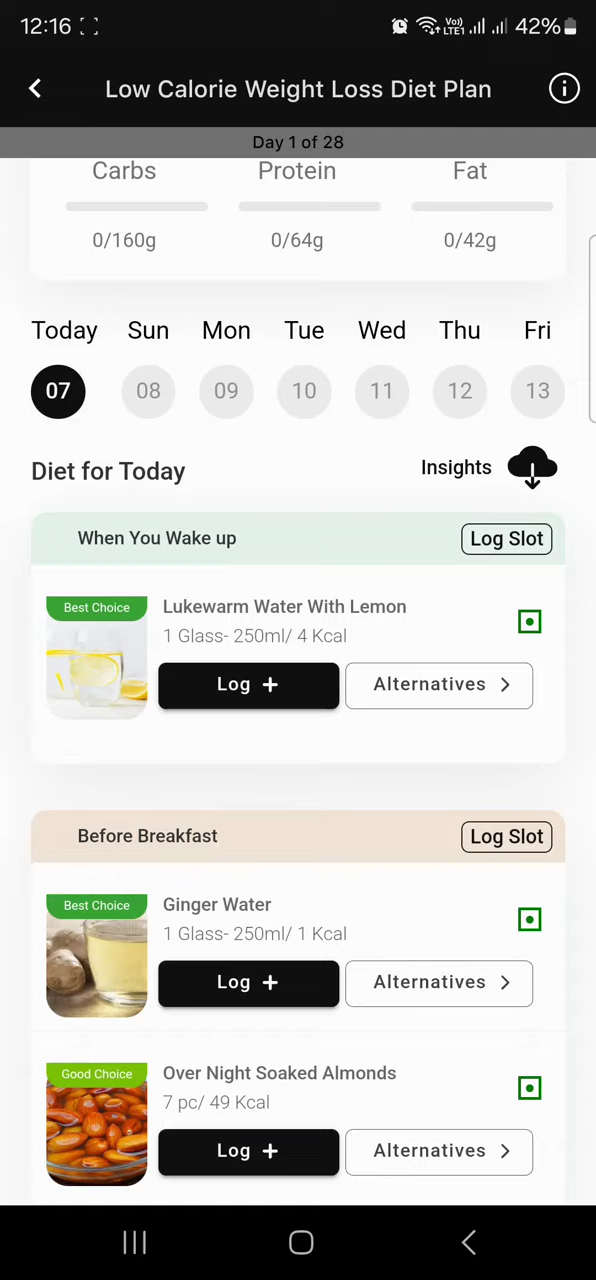 12:16 Vo)) LTE1 42%
Low Calorie Weight Loss Diet Plan
Day 1 of 28
Carbs Protein Fat
0/160g 0/64g 0/42g
Today Sun Mon Tue Wed Thu Fri
07 08 09 10 11 12 13
Diet for Today Insights
When You Wake up Log Slot
Best Choice
Lukewarm Water With Lemon
1 Glass- 250ml/ 4 Kcal
Log + Alternatives >
Before Breakfast Log Slot
Best Choice
Ginger Water
1 Glass- 250ml/ 1 Kcal
Log + Alternatives >
Good Choice
Over Night Soaked Almonds
7 pc/ 49 Kcal
Log + Alternatives >